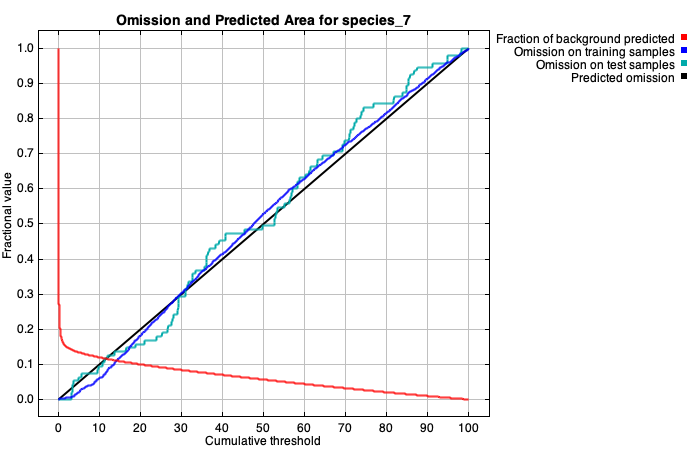 Omission and Predicted Area for species_7
Fraction of background predicted
Omission on training samples
Omission on test samples
Predicted omission
1.0
0.9
0.8
0.7
0.6
0.5
0.4
0.3
0.2
0.1
0.0
Fractional value
0 10 20 30 40 50 60 70 80 90 100
Cumulative threshold